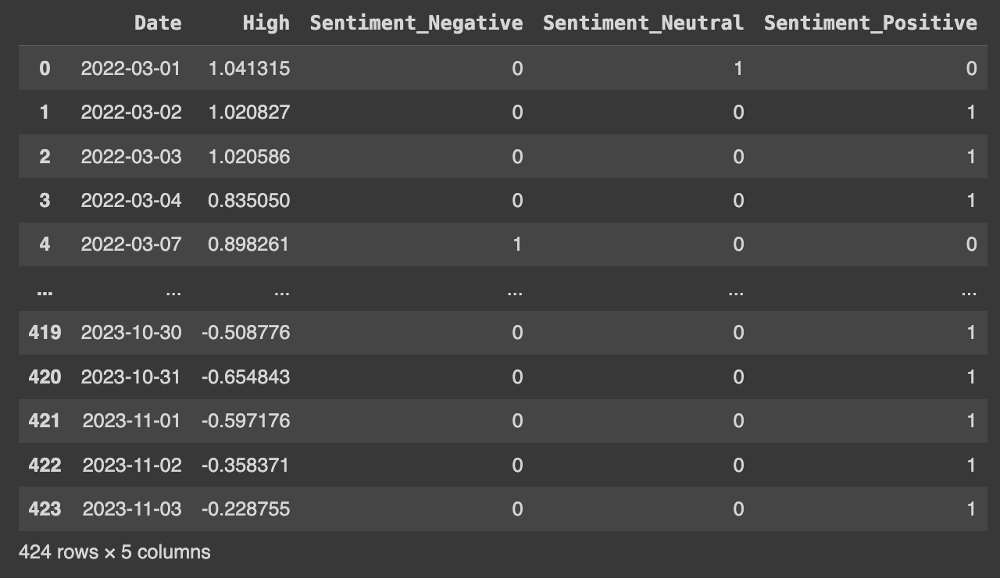 Date High Sentiment_Negative Sentiment_Neutral Sentiment_Positive
0 2022-03-01 1.041315 0 1 0
1 2022-03-02 1.020827 0 0 1
2 2022-03-03 1.020586 0 0 1
3 2022-03-04 0.835050 0 0 1
4 2022-03-07 0.898261 1 0 0
... ... ... ... ... ...
419 2023-10-30 -0.508776 0 0 1
420 2023-10-31 -0.654843 0 0 1
421 2023-11-01 -0.597176 0 0 1
422 2023-11-02 -0.358371 0 0 1
423 2023-11-03 -0.228755 0 0 1
424 rows × 5 columns